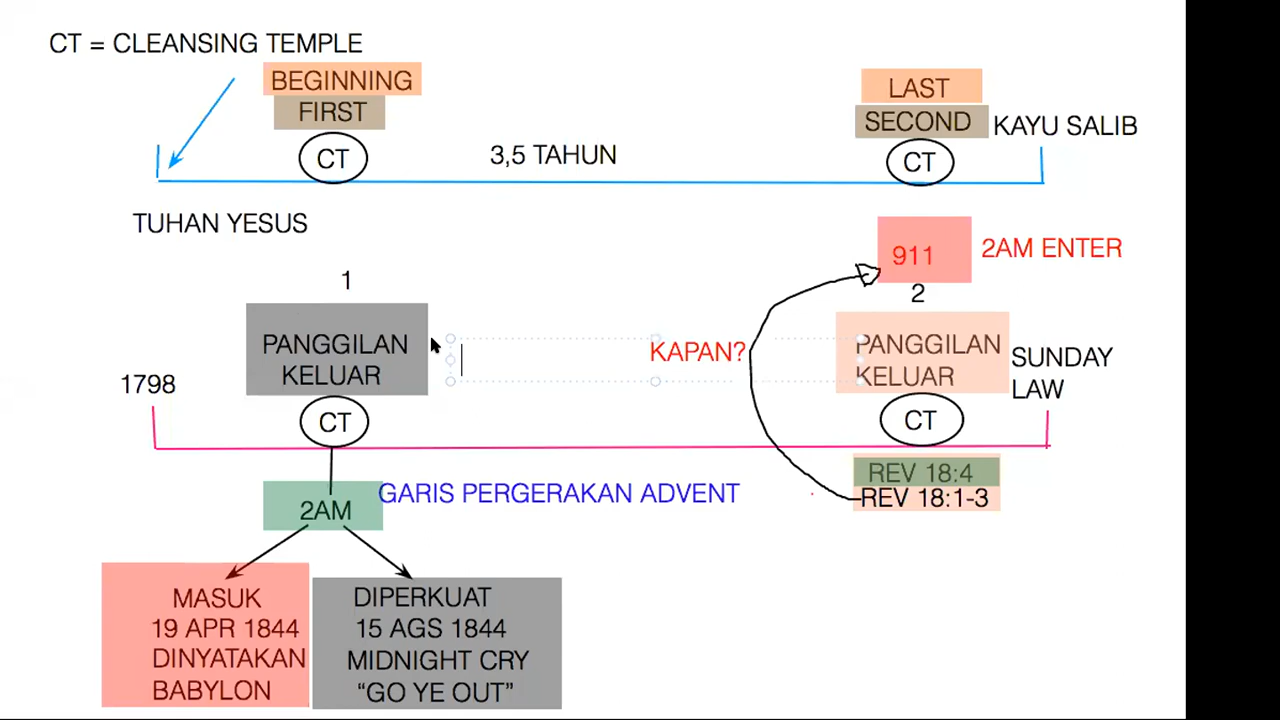 CT = CLEANSING TEMPLE
BEGINNING
FIRST
CT
3,5 TAHUN
LAST
SECOND
CT
KAYU SALIB
TUHAN YESUS
911
2AM ENTER
1
2
PANGGILAN
KELUAR
KAPAN?
PANGGILAN
KELUAR
SUNDAY
LAW
1798
CT
CT
REV 18:4
REV 18:1-3
GARIS PERGERAKAN ADVENT
2AM
MASUK
19 APR 1844
DINYATAKAN
BABYLON
DIPERKUAT
15 AGS 1844
MIDNIGHT CRY
“GO YE OUT”